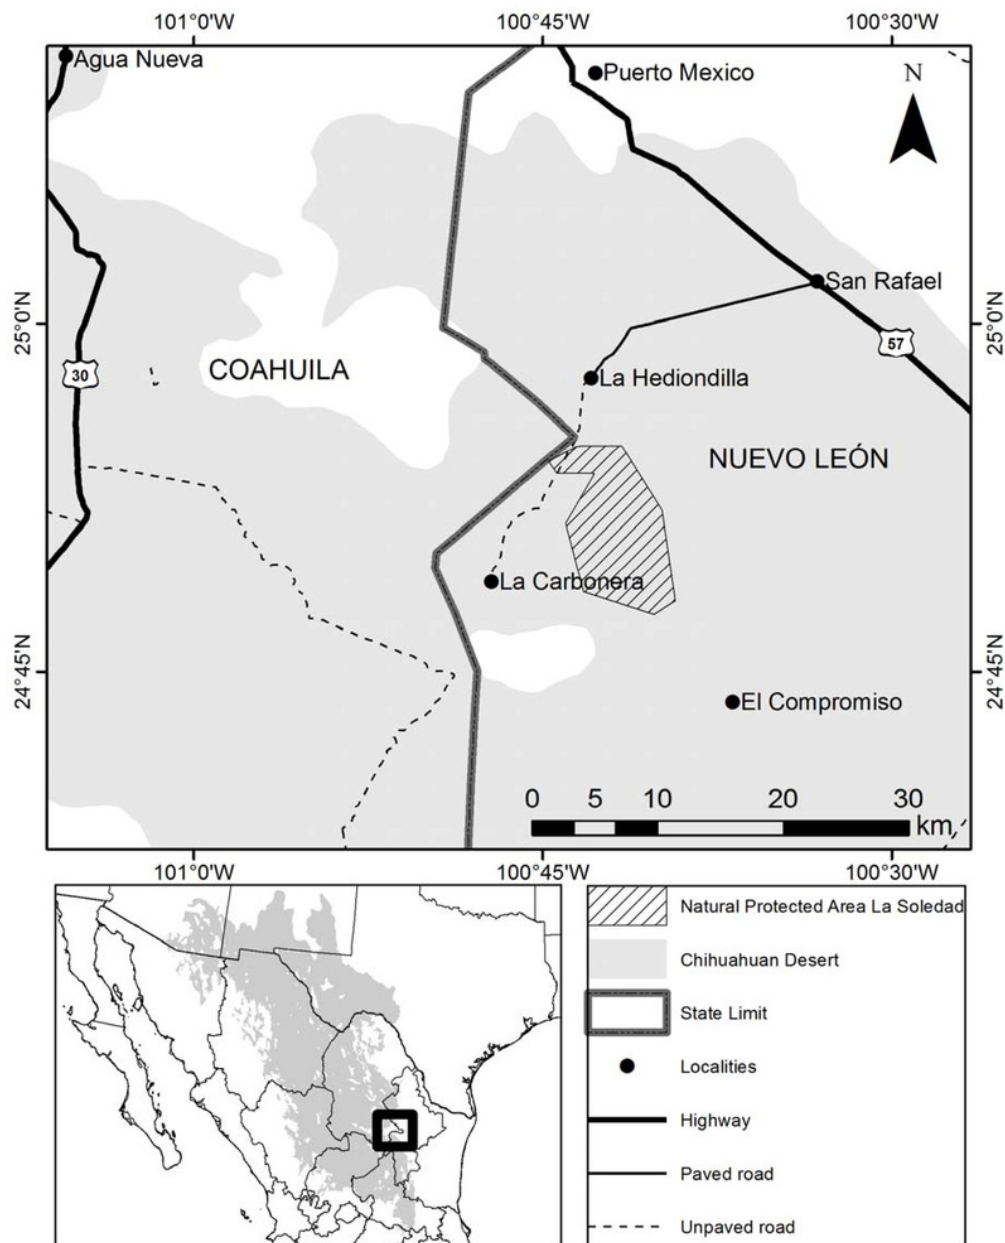 101°0'W 100°45'W 100°30'W
Agua Nueva
Puerto Mexico
N
San Rafael
25°0'N 25°0'N
57
COAHUILA
30
La Hediondilla
NUEVO LEÓN
La Carbonera
24°45'N 24°45'N
El Compromiso
0 5 10 20 30
km
101°0'W 100°45'W 100°30'W
Natural Protected Area La Soledad
Chihuahuan Desert
State Limit
Localities
Highway
Paved road
Unpaved road